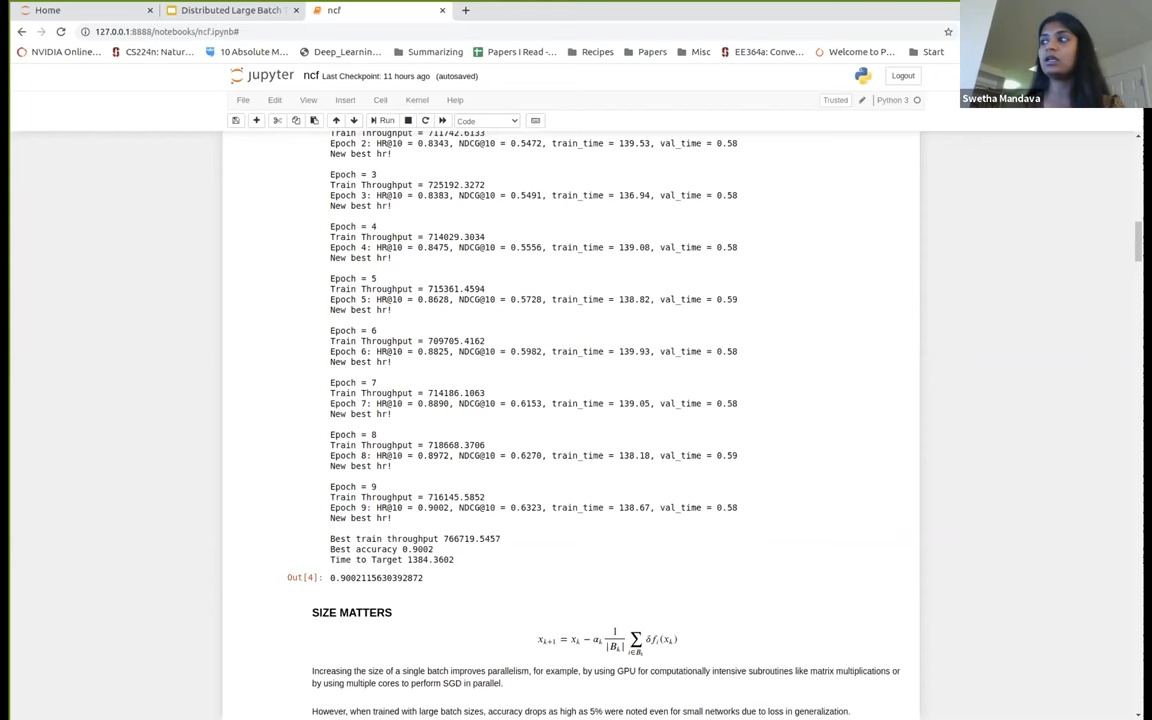 Home
Distributed Large Batch T
ncf
127.0.0.1:8888/notebooks/ncf.ipynb#
NVIDIA Online...
CS224n: Natur...
10 Absolute M...
Deep_Learnin...
Summarizing
Papers I Read -...
Recipes
Papers
Misc
EE364a: Conve...
Welcome to P...
Start
Swetha Mandava
jupyter ncf Last Checkpoint: 11 hours ago (autosaved)
Logout
File Edit View Insert Cell Kernel Help
Trusted
Python 3
Run
Code
Train Throughput = 711742.6133
Epoch 2: HR@10 = 0.8343, NDCG@10 = 0.5472, train_time = 139.53, val_time = 0.58
New best hr!
Epoch = 3
Train Throughput = 725192.3272
Epoch 3: HR@10 = 0.8383, NDCG@10 = 0.5491, train_time = 136.94, val_time = 0.58
New best hr!
Epoch = 4
Train Throughput = 714029.3034
Epoch 4: HR@10 = 0.8475, NDCG@10 = 0.5556, train_time = 139.08, val_time = 0.58
New best hr!
Epoch = 5
Train Throughput = 715361.4594
Epoch 5: HR@10 = 0.8628, NDCG@10 = 0.5728, train_time = 138.82, val_time = 0.59
New best hr!
Epoch = 6
Train Throughput = 709705.4162
Epoch 6: HR@10 = 0.8825, NDCG@10 = 0.5982, train_time = 139.93, val_time = 0.58
New best hr!
Epoch = 7
Train Throughput = 714186.1063
Epoch 7: HR@10 = 0.8890, NDCG@10 = 0.6153, train_time = 139.05, val_time = 0.58
New best hr!
Epoch = 8
Train Throughput = 718668.3706
Epoch 8: HR@10 = 0.8972, NDCG@10 = 0.6270, train_time = 138.18, val_time = 0.59
New best hr!
Epoch = 9
Train Throughput = 716145.5852
Epoch 9: HR@10 = 0.9002, NDCG@10 = 0.6323, train_time = 138.67, val_time = 0.58
New best hr!
Best train throughput 766719.5457
Best accuracy 0.9002
Time to Target 1384.3602
Out[4]: 0.9002115630392872
SIZE MATTERS
x_{k+1} = x_k − α_k 1/|B_k| ∑_{i∈B_k} δf_i(x_k)
Increasing the size of a single batch improves parallelism, for example, by using GPU for computationally intensive subroutines like matrix multiplications or
by using multiple cores to perform SGD in parallel.
However, when trained with large batch sizes, accuracy drops as high as 5% were noted even for small networks due to loss in generalization.